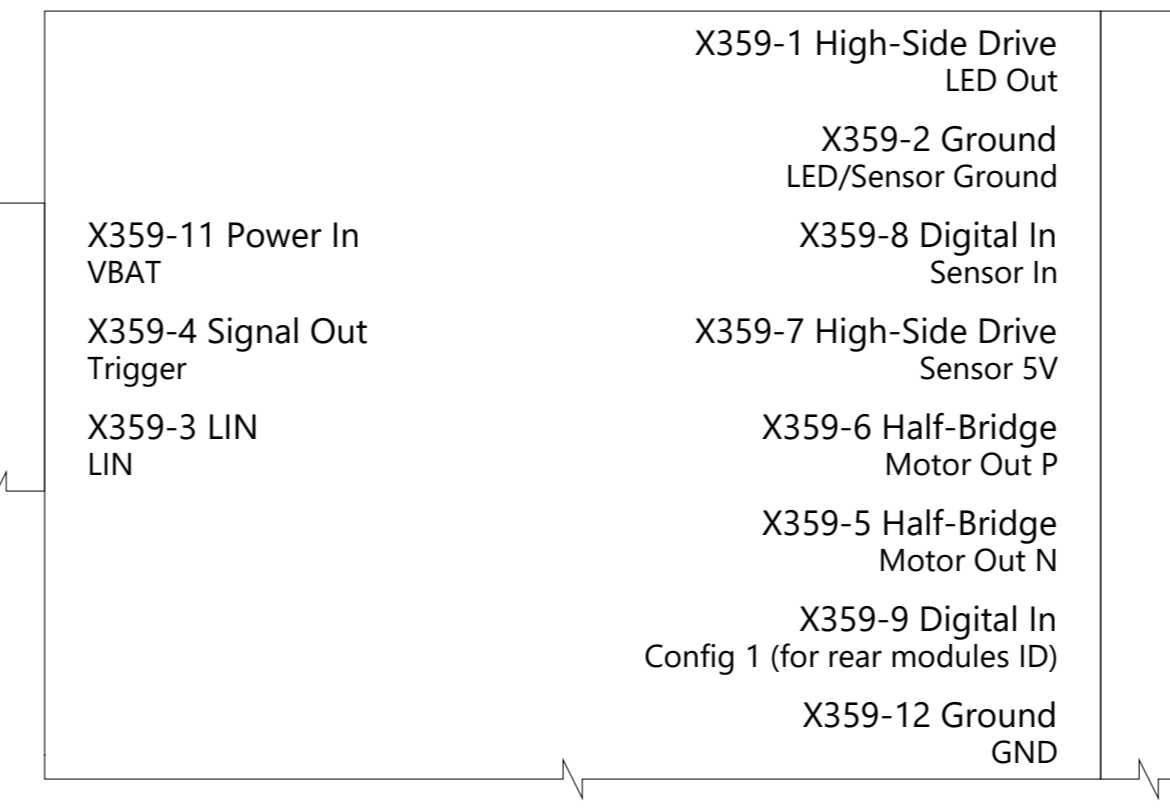 X359-1 High-Side Drive
LED Out
X359-2 Ground
LED/Sensor Ground
X359-11 Power In
VBAT
X359-4 Signal Out
Trigger
X359-3 LIN
LIN
X359-8 Digital In
Sensor In
X359-7 High-Side Drive
Sensor 5V
X359-6 Half-Bridge
Motor Out P
X359-5 Half-Bridge
Motor Out N
X359-9 Digital In
Config 1 (for rear modules ID)
X359-12 Ground
GND